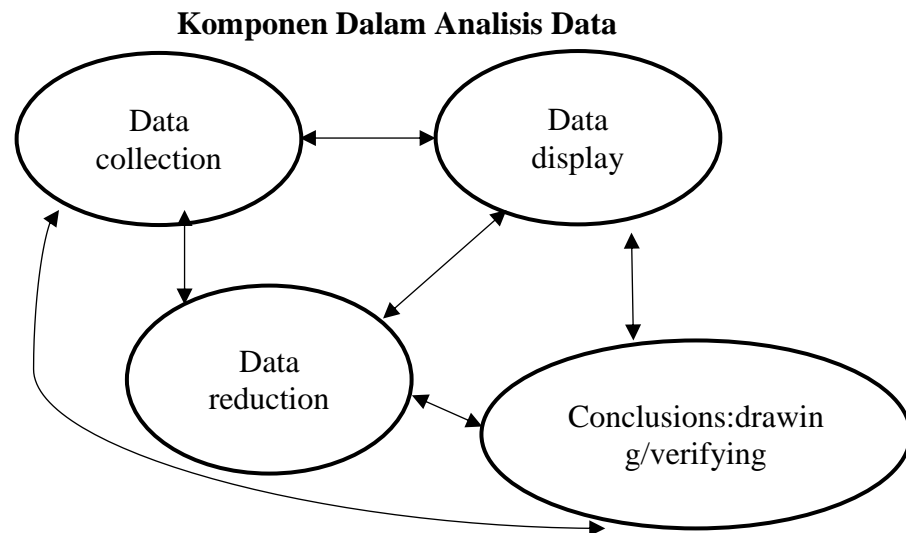 Komponen Dalam Analisis Data
Data
collection
Data
display
Data
reduction
Conclusions:drawin
g/verifying